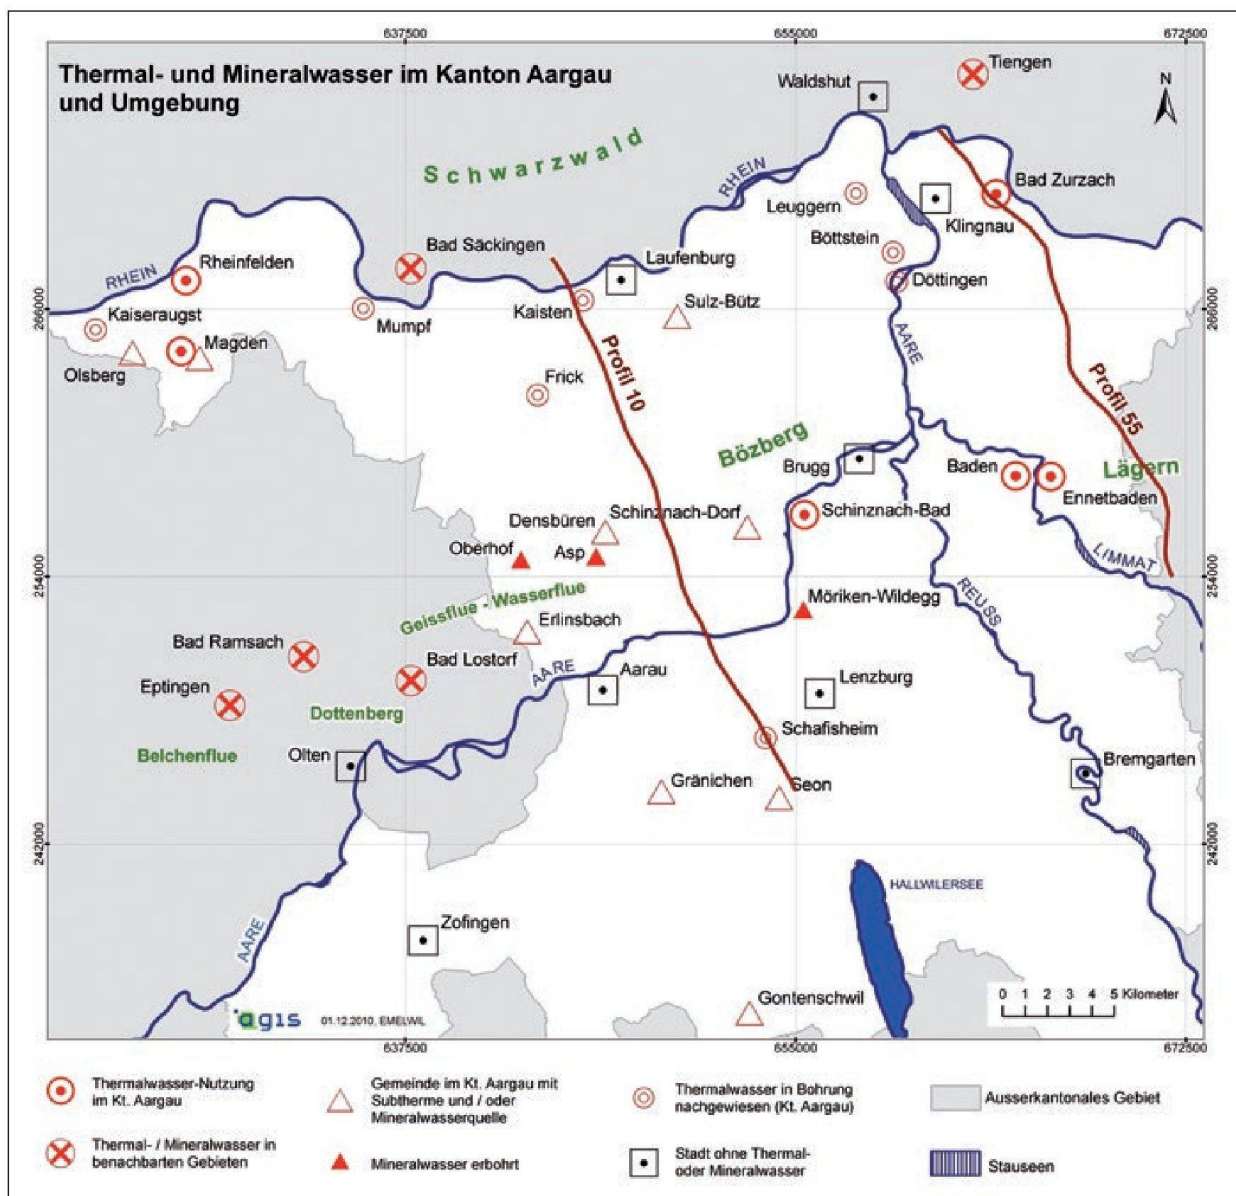 637500
655000
672500
Thermal- und Mineralwasser im Kanton Aargau
und Umgebung
Waldshut
Tiengen
N
Schwarzwald
RHEIN
Leuggern
Bad Zurzach
Klingnau
Böttstein
Bad Säckingen
Rheinfelden
RHEIN
Laufenburg
Döttingen
266000
Kaiseraugst
Mumpf
Kaisten
Sulz-Bütz
266000
Magden
Olsberg
AARE
Frick
Profil 10
Profil 55
Bözberg
Brugg
Baden
Lägern
Ennetbaden
Densbüren
Schinznach-Dorf
Schinznach-Bad
Oberhof
Asp
LIMMAT
254000
254000
Geissflue - Wasserflue
Möriken-Wildegg
REUSS
Erlinsbach
Bad Ramsach
Bad Lostorf
AARE
Aarau
Lenzburg
Eptingen
Dottenberg
Schafisheim
Belchenflue
Olten
Bremgarten
Gränichen
Seon
242000
242000
HALLWILERSEE
AARE
Zofingen
Gontenschwil
0 1 2 3 4 5 Kilometer
agis
01.12.2010, EMELWIL
637500
655000
672500
Thermalwasser-Nutzung
im Kt. Aargau
Gemeinde im Kt. Aargau mit
Subtherme und / oder
Mineralwasserquelle
Thermalwasser in Bohrung
nachgewiesen (Kt. Aargau)
Ausserkantonales Gebiet
Thermal- / Mineralwasser in
benachbarten Gebieten
Mineralwasser erbohrt
Stadt ohne Thermal-
oder Mineralwasser
Stauseen